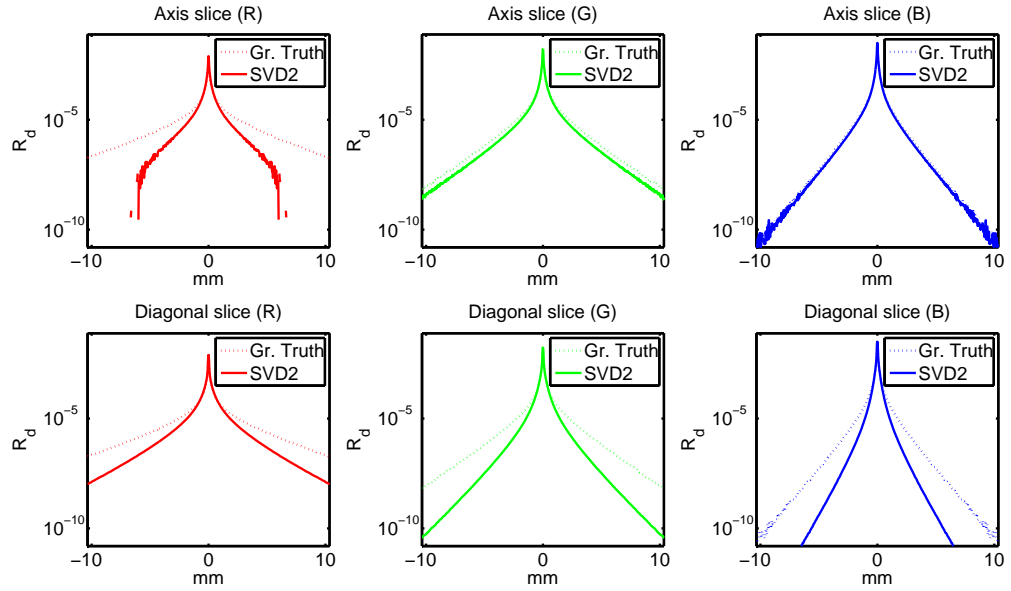 Axis slice (R)
Gr. Truth
SVD2
R_d
10^−5
10^−10
−10 0 10
mm
Axis slice (G)
Gr. Truth
SVD2
R_d
10^−5
10^−10
−10 0 10
mm
Axis slice (B)
Gr. Truth
SVD2
R_d
10^−5
10^−10
−10 0 10
mm
Diagonal slice (R)
Gr. Truth
SVD2
R_d
10^−5
10^−10
−10 0 10
mm
Diagonal slice (G)
Gr. Truth
SVD2
R_d
10^−5
10^−10
−10 0 10
mm
Diagonal slice (B)
Gr. Truth
SVD2
R_d
10^−5
10^−10
−10 0 10
mm